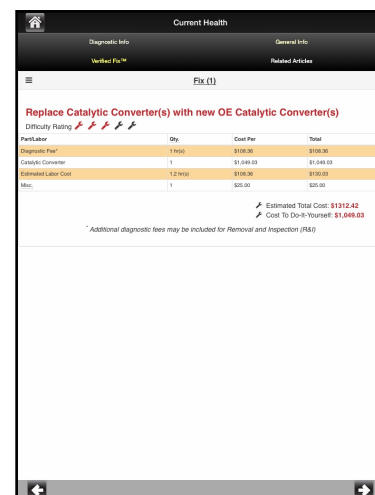 Current Health
Diagnostic Info
General Info
Verified Fix™
Related Articles
Fix (1)
Replace Catalytic Converter(s) with new OE Catalytic Converter(s)
Difficulty Rating
Part/Labor Qty. Cost Per Total
Diagnostic Fee* 1 hr(s) $108.36 $108.36
Catalytic Converter 1 $1,049.03 $1,049.03
Estimated Labor Cost 1.2 hr(s) $108.36 $130.03
Misc. 1 $25.00 $25.00
Estimated Total Cost: $1312.42
Cost To Do-It-Yourself: $1,049.03
* Additional diagnostic fees may be included for Removal and Inspection (R&I)